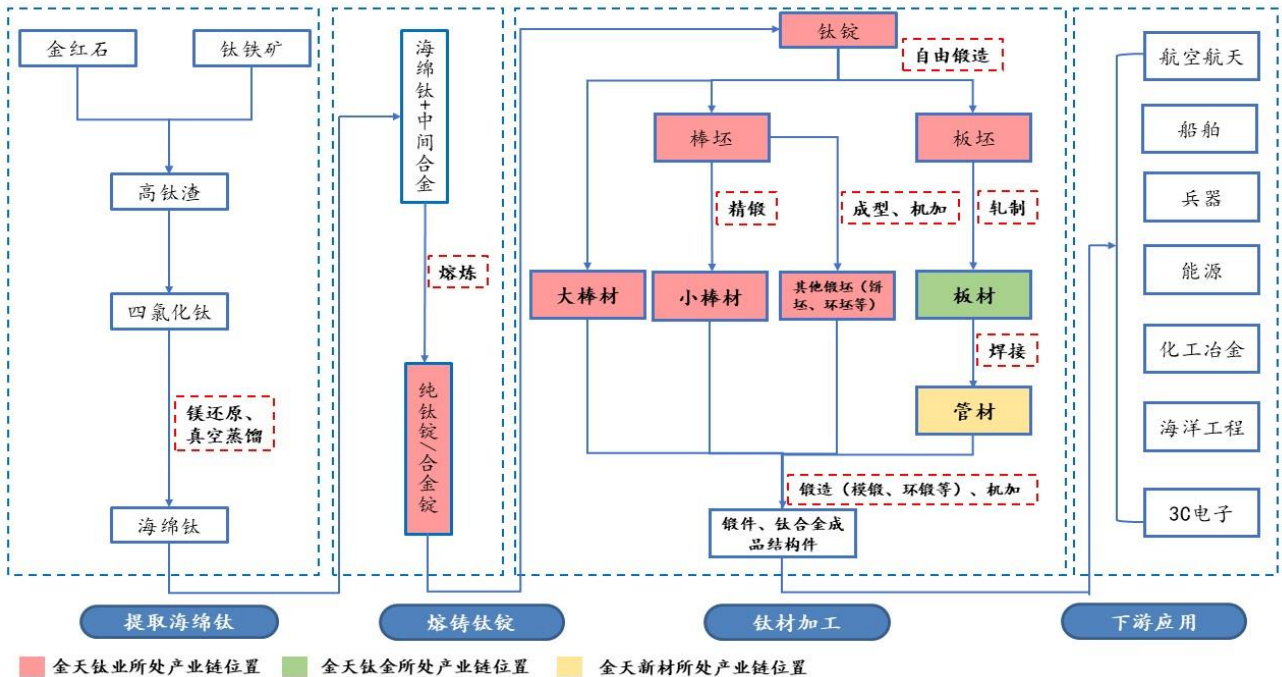 金红石
钛铁矿
高钛渣
四氯化钛
镁还原、
真空蒸馏
海绵钛
海绵钛+中间合金
熔炼
纯钛锭/合金锭
钛锭
自由锻造
棒坯
板坯
精锻
成型、机加
轧制
大棒材
小棒材
其他锻坯（饼
坯、环坯等）
板材
焊接
管材
锻造（模锻、环锻等）、机加
锻件、钛合金成
品结构件
航空航天
船舶
兵器
能源
化工冶金
海洋工程
3C电子
提取海绵钛
熔铸钛锭
钛材加工
下游应用
金天钛业所处产业链位置
金天钛金所处产业链位置
金天新材所处产业链位置